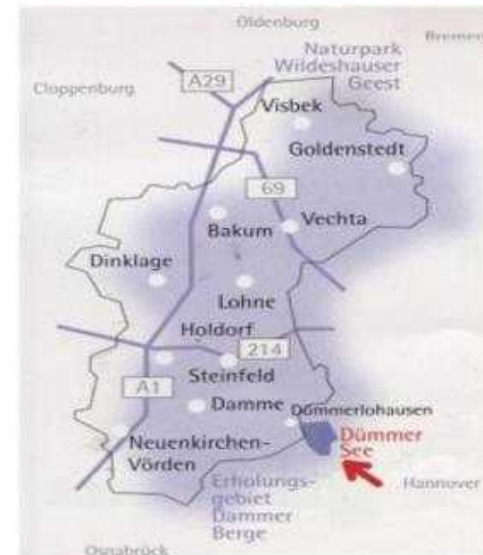 Oldenburg
Bremen
Naturpark
Wildeshauser
Geest
A29
Cloppenburg
Visbek
Goldenstedt
69
Bakum
Vechta
Dinklage
Lohne
Holdorf
214
Steinfeld
A1
Damme
Dümmerlohausen
Neuenkirchen-
Vörden
Dümmer
See
Erholungs-
gebiet
Dammer
Berge
Hannover
Osnabrück